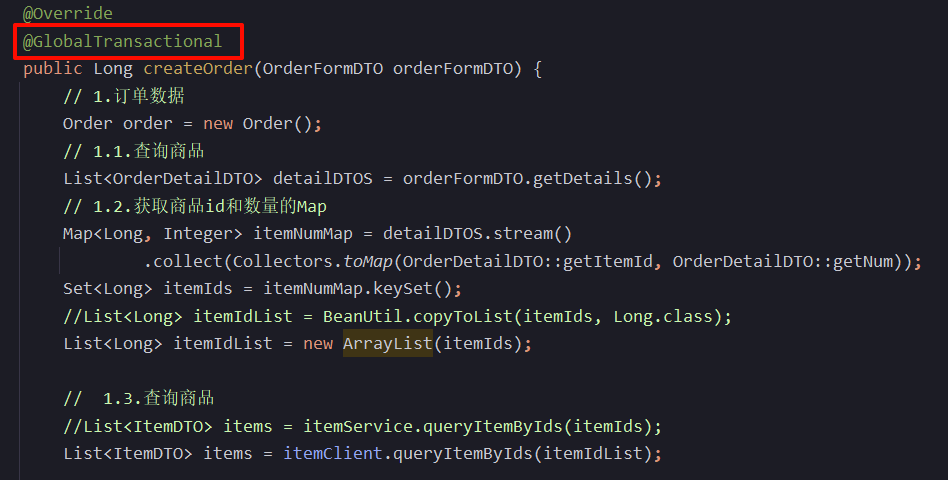 @Override
@GlobalTransactional
public Long createOrder(OrderFormDTO orderFormDTO) {
// 1.订单数据
Order order = new Order();
// 1.1.查询商品
List<OrderDetailDTO> detailDTOS = orderFormDTO.getDetails();
// 1.2.获取商品id和数量的Map
Map<Long, Integer> itemNumMap = detailDTOS.stream()
.collect(Collectors.toMap(OrderDetailDTO::getItemId, OrderDetailDTO::getNum));
Set<Long> itemIds = itemNumMap.keySet();
//List<Long> itemIdList = BeanUtil.copyToList(itemIds, Long.class);
List<Long> itemIdList = new ArrayList(itemIds);
//  1.3.查询商品
//List<ItemDTO> items = itemService.queryItemByIds(itemIds);
List<ItemDTO> items = itemClient.queryItemByIds(itemIdList);